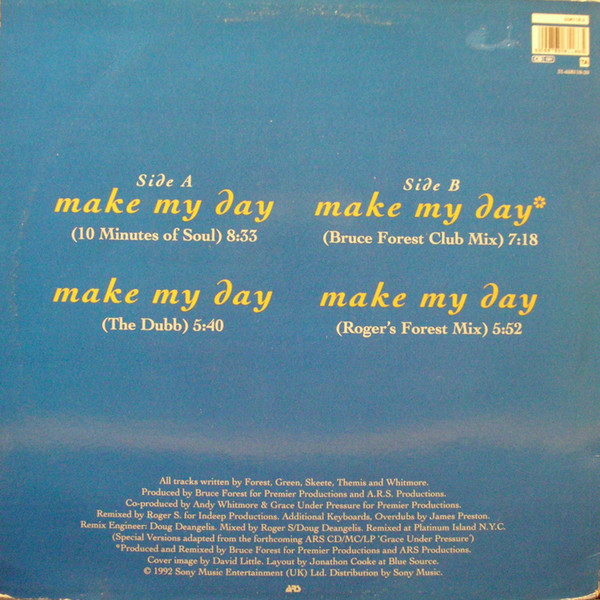 Side A
make my day
(10 Minutes of Soul) 8:33
make my day
(The Dubb) 5:40
Side B
make my day*
(Bruce Forest Club Mix) 7:18
make my day
(Roger's Forest Mix) 5:52
All tracks written by Forest, Green, Skeete, Themis and Whitmore.
Produced by Bruce Forest for Premier Productions and A.R.S. Productions.
Co-produced by Andy Whitmore & Grace Under Pressure for Premier Productions.
Remixed by Roger S. for Indeep Productions. Additional Keyboards, Overdubs by James Preston.
Remix Engineer: Doug Deangelis. Mixed by Roger S/Doug Deangelis. Remixed at Platinum Island N.Y.C.
(Special Versions adapted from the forthcoming ARS CD/MC/LP 'Grace Under Pressure')
*Produced and Remixed by Bruce Forest for Premier Productions and ARS Productions.
Cover image by David Little. Layout by Jonathon Cooke at Blue Source.
© 1992 Sony Music Entertainment (UK) Ltd. Distribution by Sony Music.
ARS